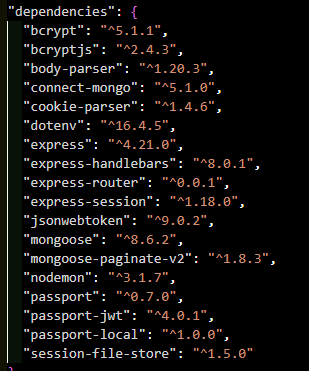 "dependencies": {
"bcrypt": "^5.1.1",
"bcryptjs": "^2.4.3",
"body-parser": "^1.20.3",
"connect-mongo": "^5.1.0",
"cookie-parser": "^1.4.6",
"dotenv": "^16.4.5",
"express": "^4.21.0",
"express-handlebars": "^8.0.1",
"express-router": "^0.0.1",
"express-session": "^1.18.0",
"jsonwebtoken": "^9.0.2",
"mongoose": "^8.6.2",
"mongoose-paginate-v2": "^1.8.3",
"nodemon": "^3.1.7",
"passport": "^0.7.0",
"passport-jwt": "^4.0.1",
"passport-local": "^1.0.0",
"session-file-store": "^1.5.0"
}